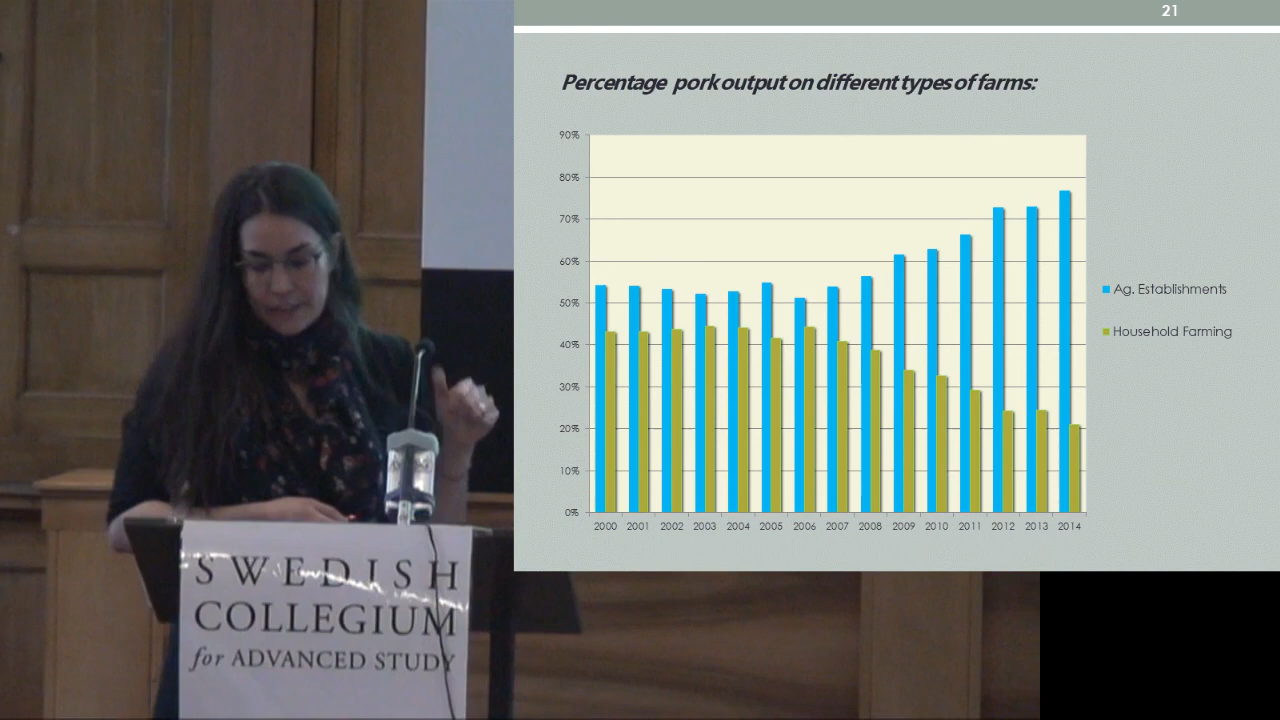 21
Percentage pork output on different types of farms:
90%
80%
70%
60%
50%
40%
30%
20%
10%
0%
2000 2001 2002 2003 2004 2005 2006 2007 2008 2009 2010 2011 2012 2013 2014
Ag. Establishments
Household Farming
SWEDISH
COLLEGIUM
for ADVANCED STUDY